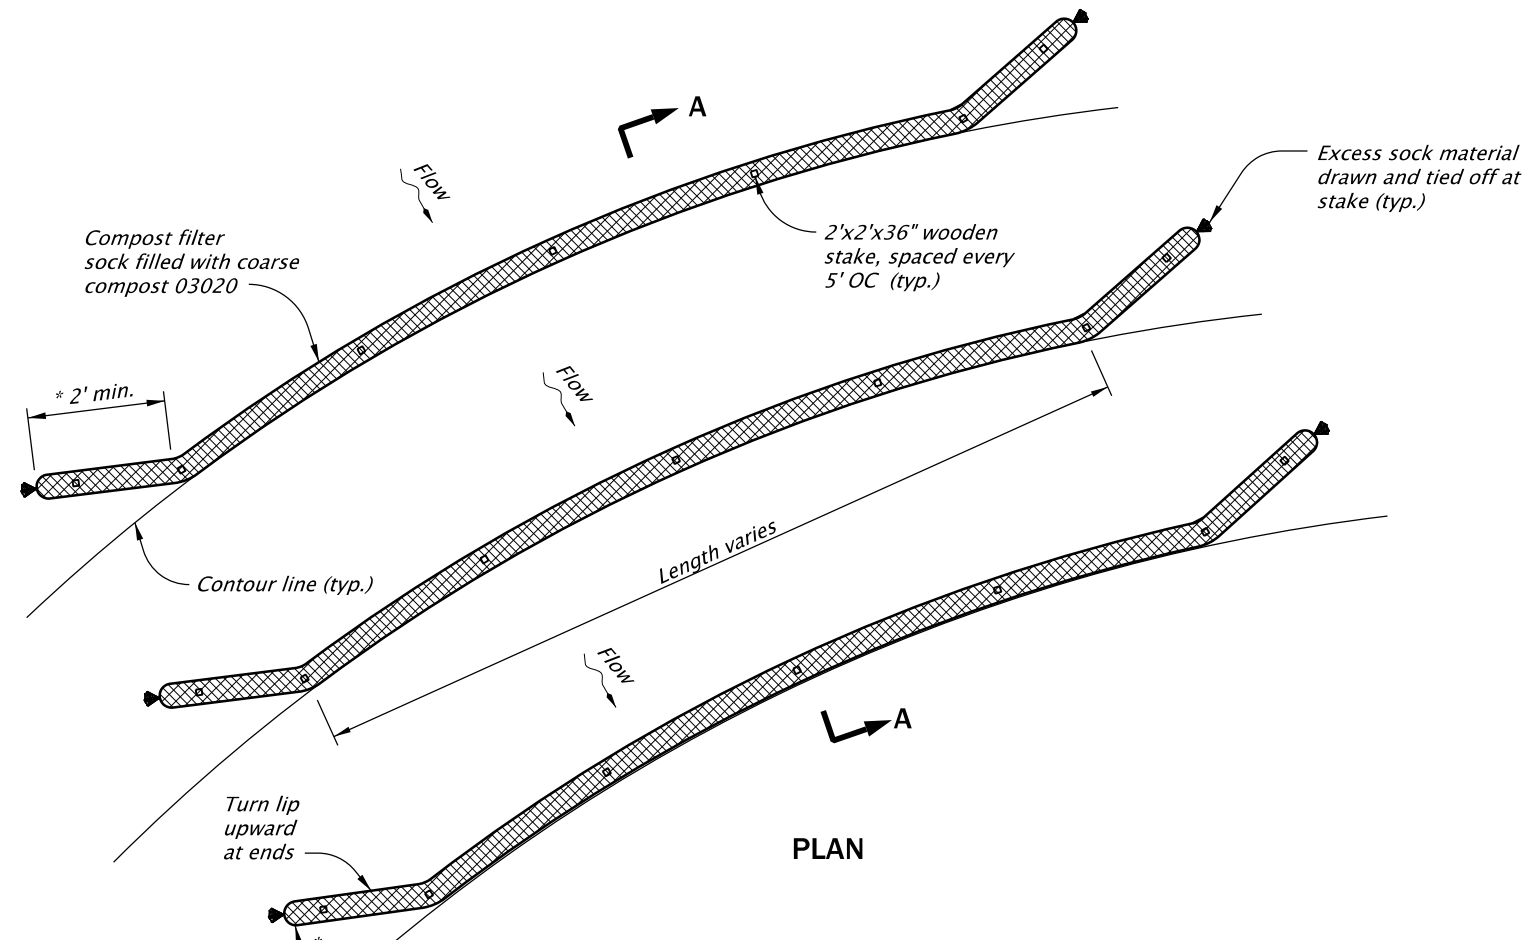 A
Flow
Excess sock material
drawn and tied off at
stake (typ.)
Compost filter
sock filled with coarse
compost 03020
2'x2'x36" wooden
stake, spaced every
5' OC (typ.)
* 2' min.
Flow
Length varies
Contour line (typ.)
Flow
A
Turn lip
upward
at ends
PLAN
*